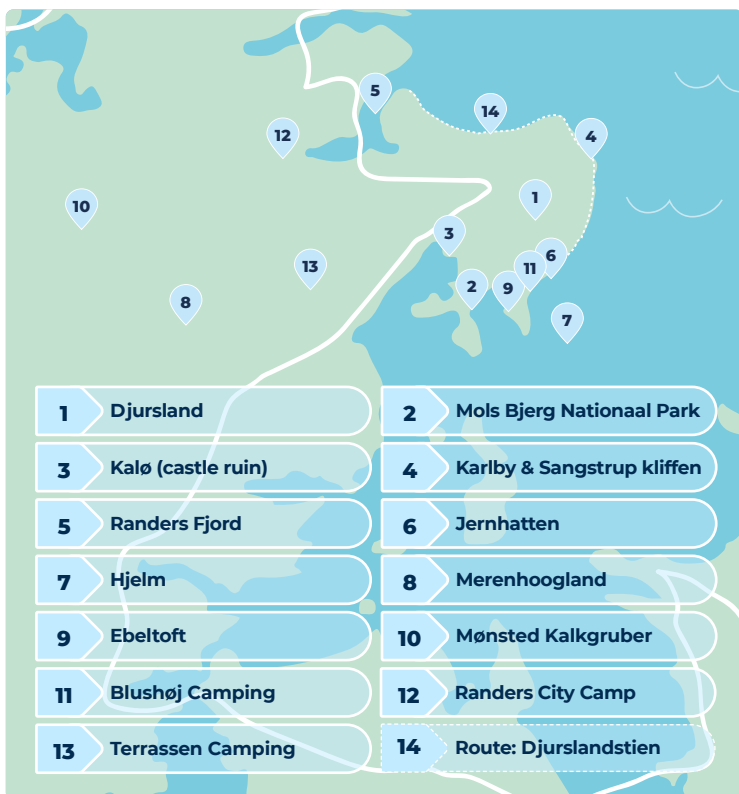 5
14
12
4
1
10
3
6
13
11
2
9
8
7
1 Djursland
2 Mols Bjerg Nationaal Park
3 Kalø (castle ruin)
4 Karlby & Sangstrup kliffen
5 Randers Fjord
6 Jernhatten
7 Hjelm
8 Merenhoogland
9 Ebeltoft
10 Mønsted Kalkgruber
11 Blushøj Camping
12 Randers City Camp
13 Terrassen Camping
14 Route: Djurslandstien